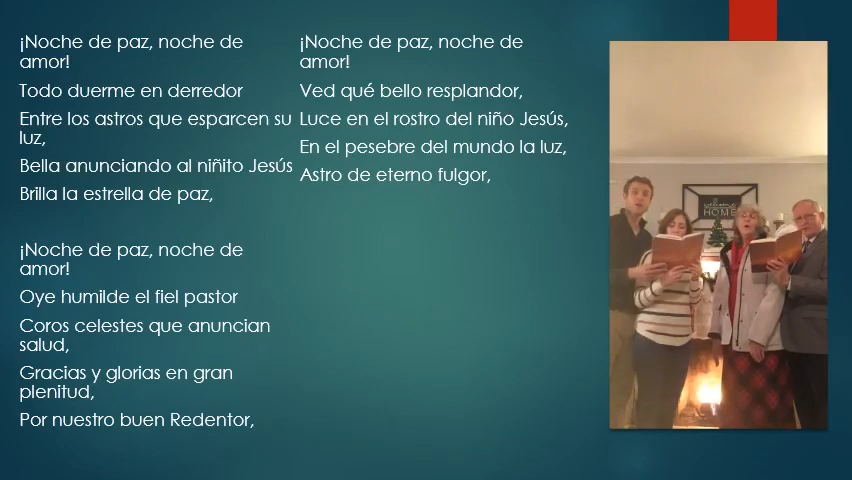 ¡Noche de paz, noche de
amor!
Todo duerme en derredor
Entre los astros que esparcen su
luz,
Bella anunciando al niñito Jesús
Brilla la estrella de paz,
¡Noche de paz, noche de
amor!
Oye humilde el fiel pastor
Coros celestes que anuncian
salud,
Gracias y glorias en gran
plenitud,
Por nuestro buen Redentor,
¡Noche de paz, noche de
amor!
Ved qué bello resplandor,
Luce en el rostro del niño Jesús,
En el pesebre del mundo la luz,
Astro de eterno fulgor,
welcome
HOME